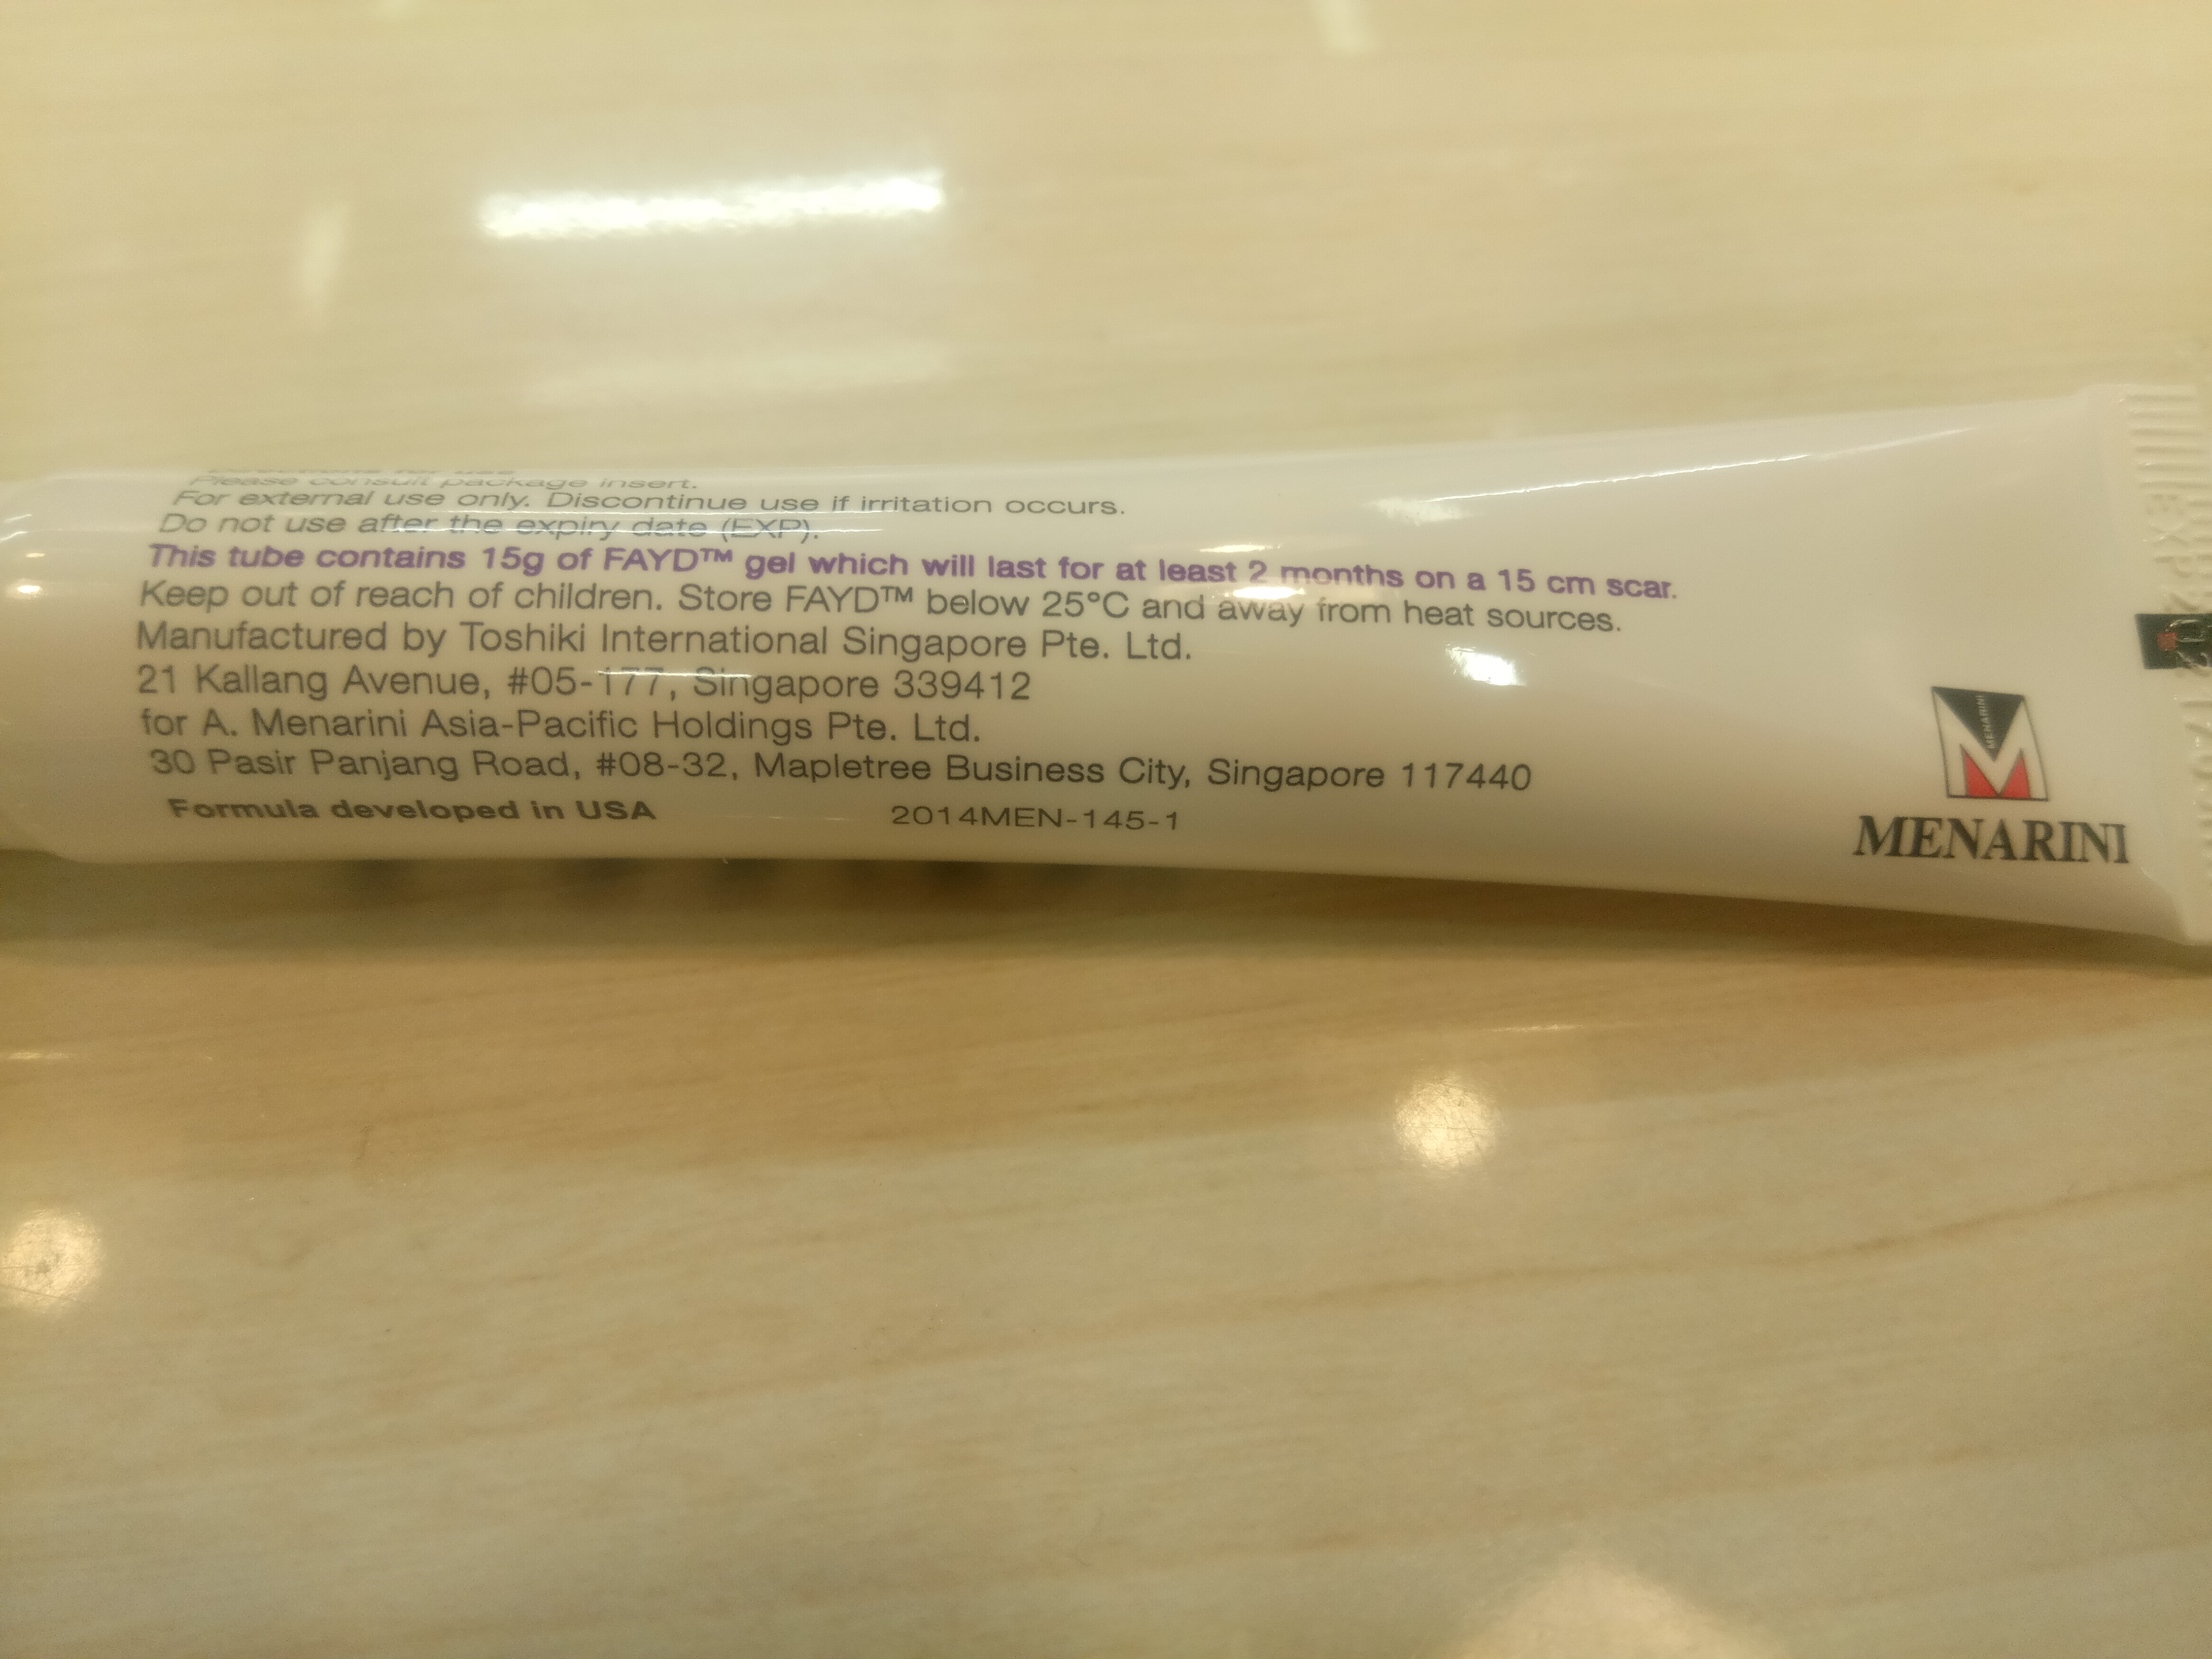 Directions for use
Please consult package insert.
For external use only. Discontinue use if irritation occurs.
Do not use after the expiry date (EXP).
This tube contains 15g of FAYD™ gel which will last for at least 2 months on a 15 cm scar.
Keep out of reach of children. Store FAYD™ below 25°C and away from heat sources.
Manufactured by Toshiki International Singapore Pte. Ltd.
21 Kallang Avenue, #05-177, Singapore 339412
for A. Menarini Asia-Pacific Holdings Pte. Ltd.
30 Pasir Panjang Road, #08-32, Mapletree Business City, Singapore 117440
Formula developed in USA 2014MEN-145-1
MENARINI
MENARINI
EXP